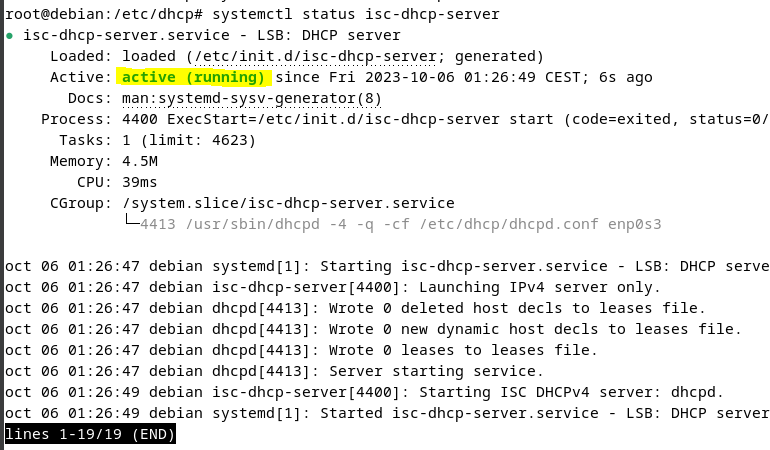 root@debian:/etc/dhcp# systemctl status isc-dhcp-server
● isc-dhcp-server.service - LSB: DHCP server
Loaded: loaded (/etc/init.d/isc-dhcp-server; generated)
Active: active (running) since Fri 2023-10-06 01:26:49 CEST; 6s ago
Docs: man:systemd-sysv-generator(8)
Process: 4400 ExecStart=/etc/init.d/isc-dhcp-server start (code=exited, status=0/
Tasks: 1 (limit: 4623)
Memory: 4.5M
CPU: 39ms
CGroup: /system.slice/isc-dhcp-server.service
└─4413 /usr/sbin/dhcpd -4 -q -cf /etc/dhcp/dhcpd.conf enp0s3
oct 06 01:26:47 debian systemd[1]: Starting isc-dhcp-server.service - LSB: DHCP serve
oct 06 01:26:47 debian isc-dhcp-server[4400]: Launching IPv4 server only.
oct 06 01:26:47 debian dhcpd[4413]: Wrote 0 deleted host decls to leases file.
oct 06 01:26:47 debian dhcpd[4413]: Wrote 0 new dynamic host decls to leases file.
oct 06 01:26:47 debian dhcpd[4413]: Wrote 0 leases to leases file.
oct 06 01:26:47 debian dhcpd[4413]: Server starting service.
oct 06 01:26:49 debian isc-dhcp-server[4400]: Starting ISC DHCPv4 server: dhcpd.
oct 06 01:26:49 debian systemd[1]: Started isc-dhcp-server.service - LSB: DHCP server
lines 1-19/19 (END)